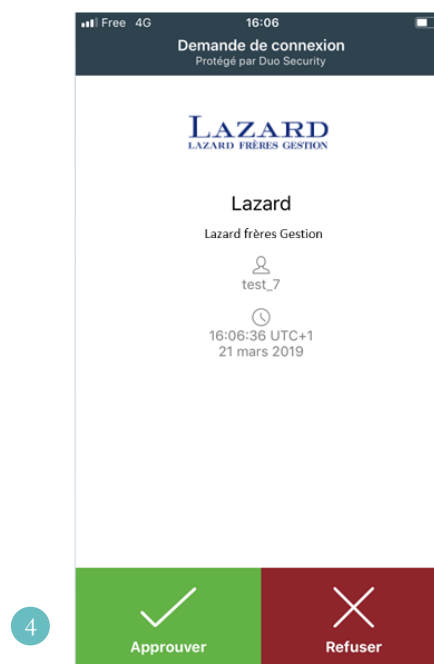 Free 4G 16:06
Demande de connexion
Protégé par Duo Security
LAZARD
LAZARD FRÈRES GESTION
Lazard
Lazard frères Gestion
test_7
16:06:36 UTC+1
21 mars 2019
4
Approuver Refuser